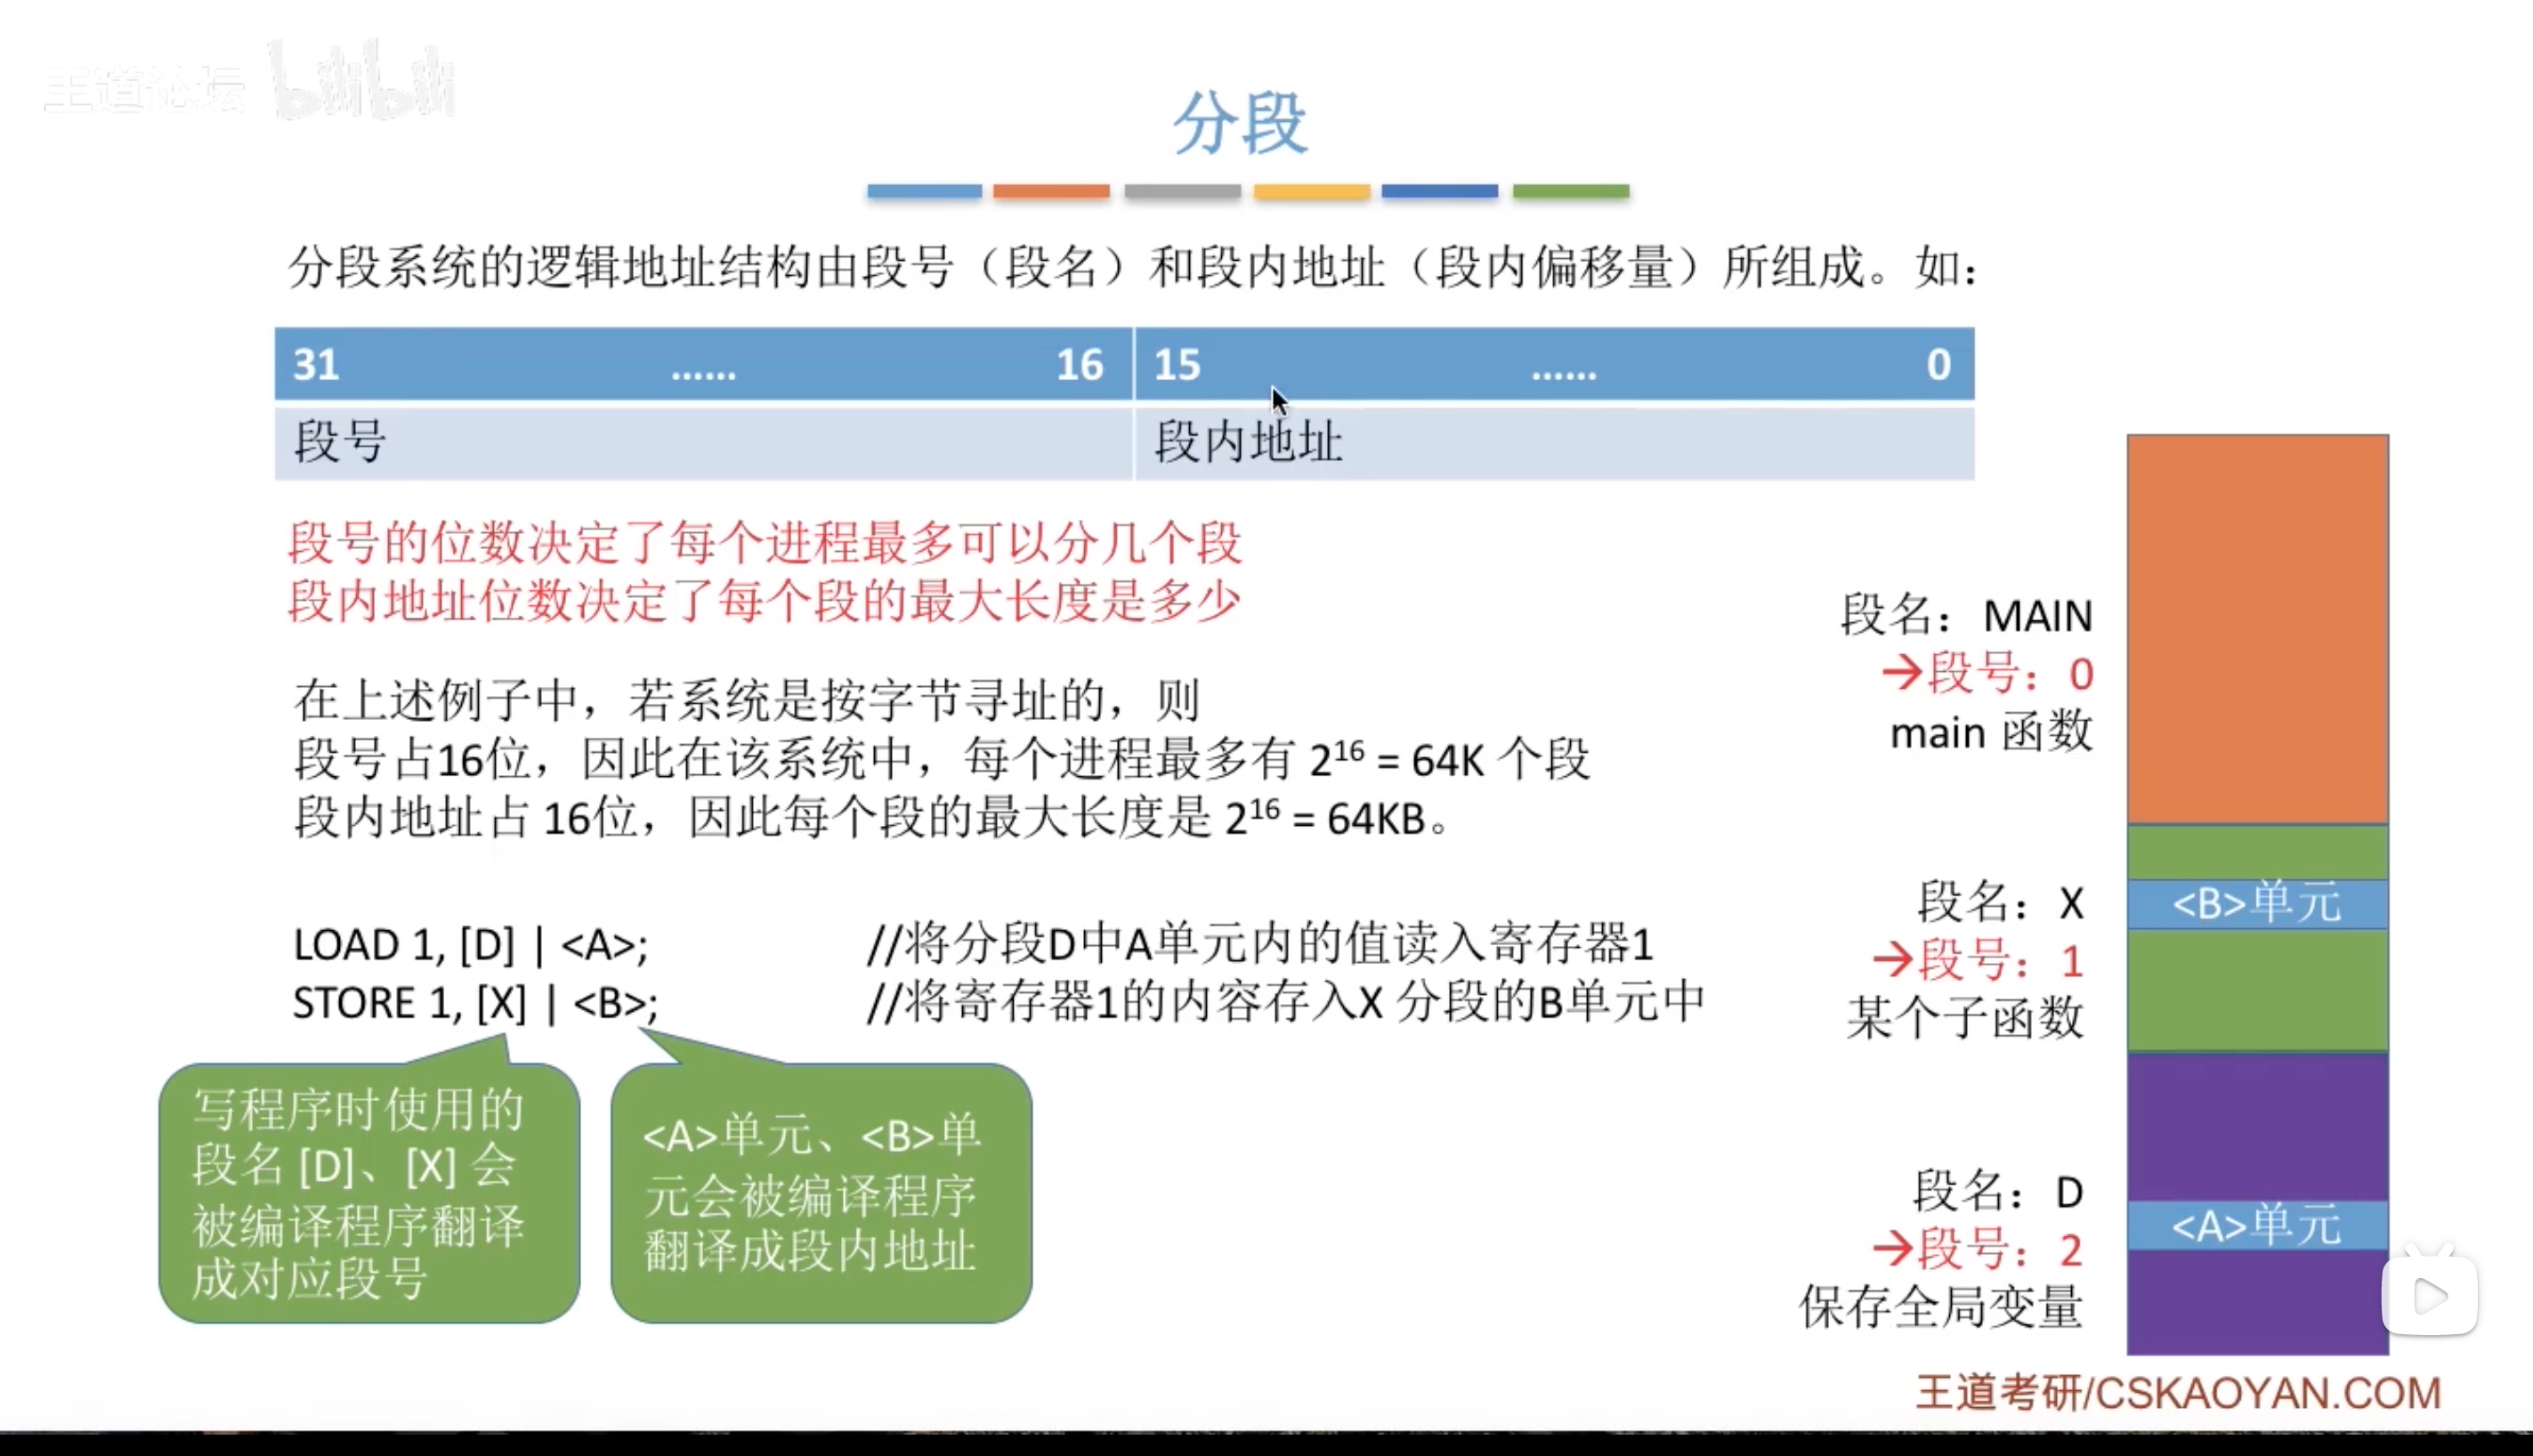 王道论坛 bilibili
分段
分段系统的逻辑地址结构由段号（段名）和段内地址（段内偏移量）所组成。如：
31 …… 16 15 …… 0
段号 段内地址
段号的位数决定了每个进程最多可以分几个段
段内地址位数决定了每个段的最大长度是多少
在上述例子中，若系统是按字节寻址的，则
段号占16位，因此在该系统中，每个进程最多有 2¹⁶ = 64K 个段
段内地址占 16位，因此每个段的最大长度是 2¹⁶ = 64KB。
LOAD 1, [D] | <A>; //将分段D中A单元内的值读入寄存器1
STORE 1, [X] | <B>; //将寄存器1的内容存入X 分段的B单元中
写程序时使用的
段名 [D]、[X] 会
被编译程序翻译
成对应段号
<A>单元、<B>单
元会被编译程序
翻译成段内地址
段名：MAIN
→段号：0
main 函数
段名：X
→段号：1
某个子函数
<B>单元
段名：D
→段号：2
保存全局变量
<A>单元
王道考研/CSKAOYAN.COM